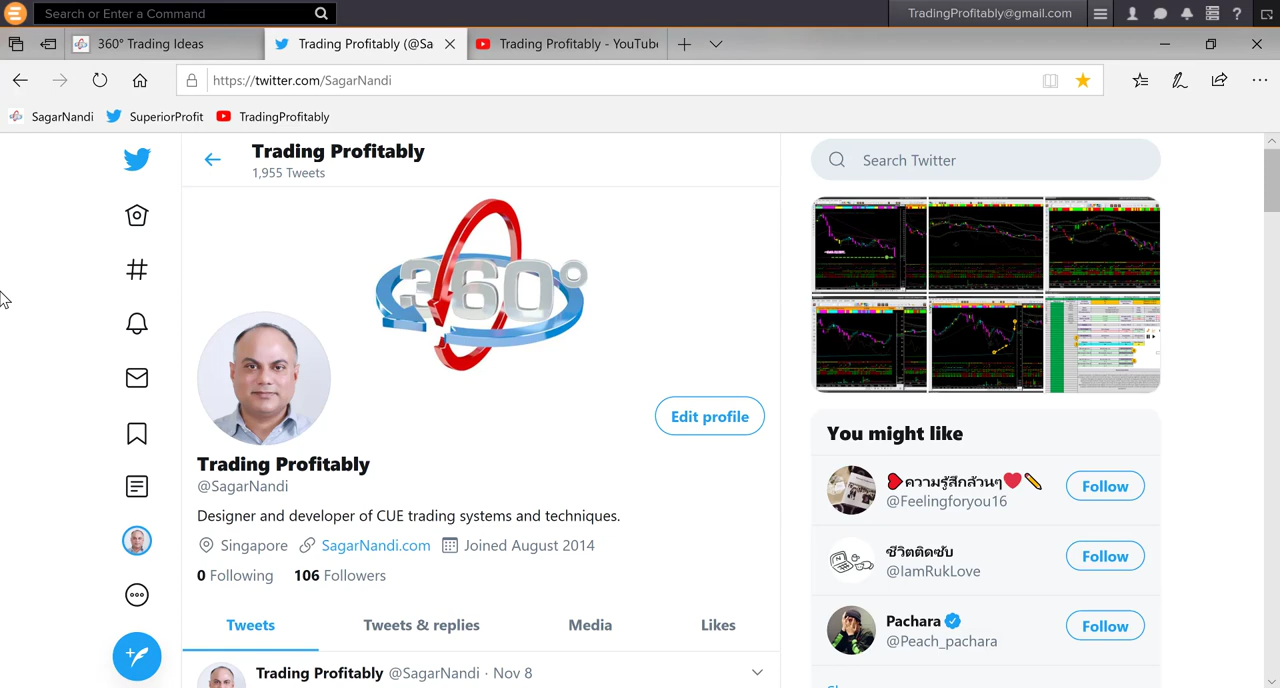 Search or Enter a Command
TradingProfitably@gmail.com
360° Trading Ideas
Trading Profitably (@Sa
Trading Profitably - YouTube
https://twitter.com/SagarNandi
SagarNandi
SuperiorProfit
TradingProfitably
Trading Profitably
1,955 Tweets
Search Twitter
360°
Edit profile
Trading Profitably
@SagarNandi
Designer and developer of CUE trading systems and techniques.
Singapore
SagarNandi.com
Joined August 2014
0 Following
106 Followers
Tweets
Tweets & replies
Media
Likes
Trading Profitably @SagarNandi · Nov 8
You might like
ความรู้สึกล้วนๆ
@Feelingforyou16
Follow
ชีวิตติดซับ
@IamRukLove
Follow
Pachara
@Peach_pachara
Follow